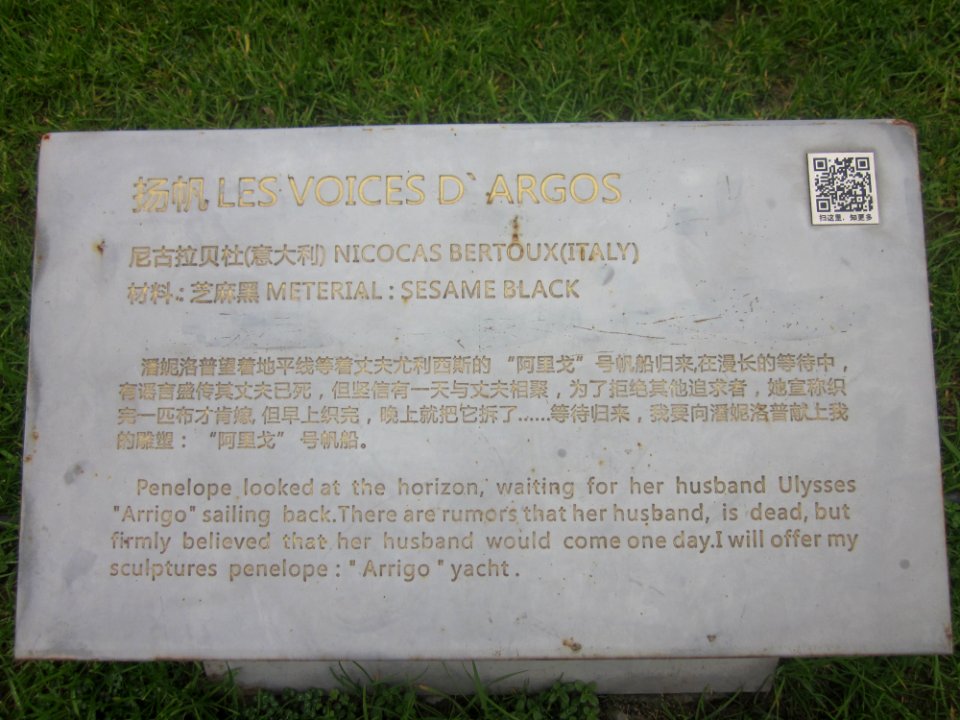 扬帆 LES VOICES D`ARGOS
扫这里，知更多
尼古拉贝杜(意大利) NICOCAS BERTOUX(ITALY)
材料：芝麻黑 METERIAL : SESAME BLACK
潘妮洛普望着地平线等着丈夫尤利西斯的 “阿里戈” 号帆船归来,在漫长的等待中，
有谣言盛传其丈夫已死，但坚信有一天与丈夫相聚，为了拒绝其他追求者，她宣称织
完一匹布才肯嫁,但早上织完，晚上就把它拆了……等待归来，我要向潘妮洛普献上我
的雕塑：“阿里戈” 号帆船。
Penelope looked at the horizon, waiting for her husband Ulysses
"Arrigo" sailing back.There are rumors that her husband, is dead, but
firmly believed that her husband would come one day.I will offer my
sculptures penelope : " Arrigo " yacht .